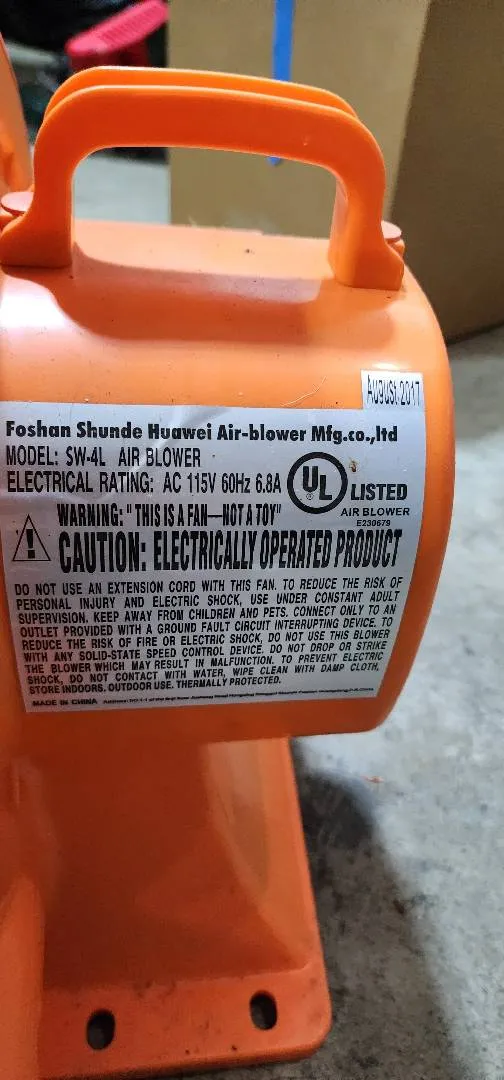 August.2017
Foshan Shunde Huawei Air-blower Mfg.co.,ltd
MODEL: SW-4L AIR BLOWER
ELECTRICAL RATING: AC 115V 60Hz 6.8A
UL ® LISTED
AIR BLOWER
E230679
WARNING: "THIS IS A FAN—NOT A TOY"
CAUTION: ELECTRICALLY OPERATED PRODUCT
DO NOT USE AN EXTENSION CORD WITH THIS FAN. TO REDUCE THE RISK OF
PERSONAL INJURY AND ELECTRIC SHOCK, USE UNDER CONSTANT ADULT
SUPERVISION. KEEP AWAY FROM CHILDREN AND PETS. CONNECT ONLY TO AN
OUTLET PROVIDED WITH A GROUND FAULT CIRCUIT INTERRUPTING DEVICE. TO
REDUCE THE RISK OF FIRE OR ELECTRIC SHOCK, DO NOT USE THIS BLOWER
WITH ANY SOLID-STATE SPEED CONTROL DEVICE. DO NOT DROP OR STRIKE
THE BLOWER WHICH MAY RESULT IN MALFUNCTION. TO PREVENT ELECTRIC
SHOCK, DO NOT CONTACT WITH WATER, WIPE CLEAN WITH DAMP CLOTH,
STORE INDOORS. OUTDOOR USE. THERMALLY PROTECTED.
MADE IN CHINA Address: